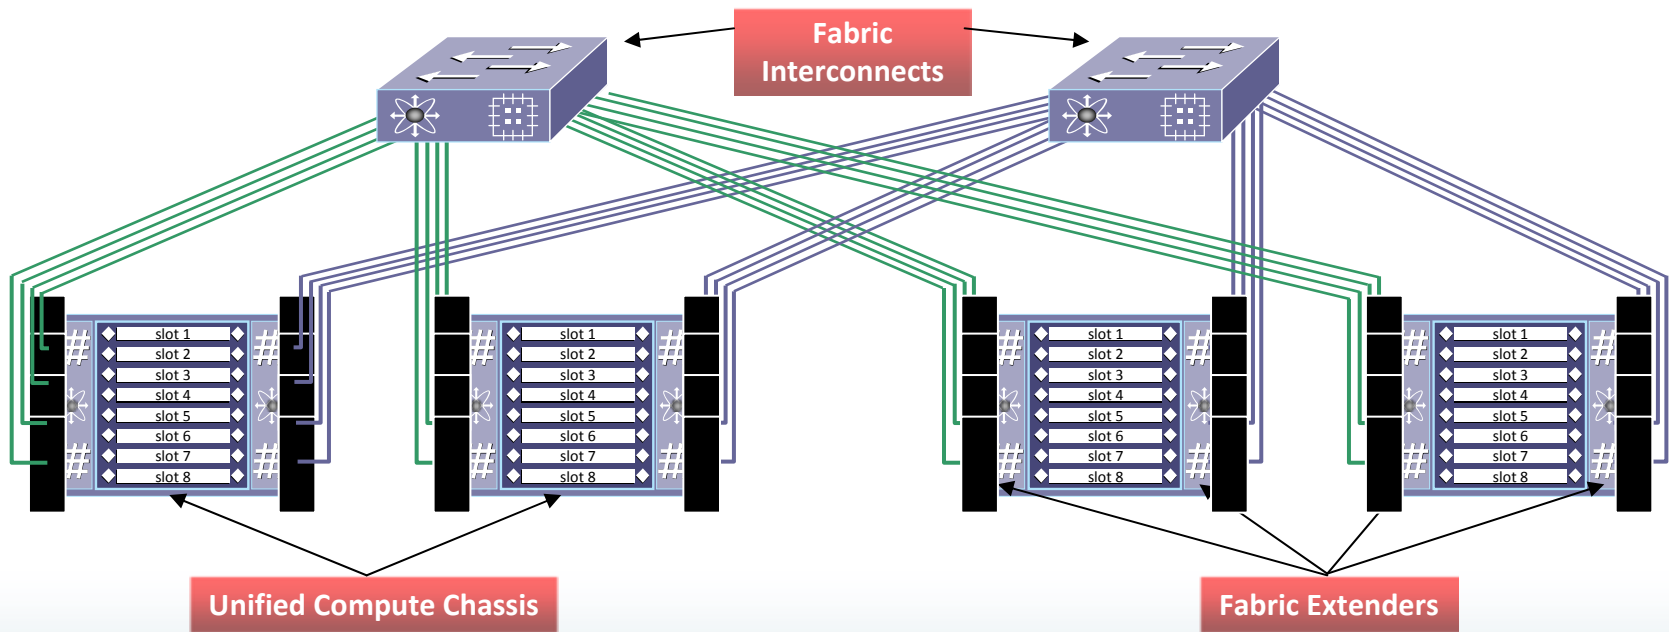 Fabric
Interconnects
slot 1
slot 2
slot 3
slot 4
slot 5
slot 6
slot 7
slot 8
slot 1
slot 2
slot 3
slot 4
slot 5
slot 6
slot 7
slot 8
slot 1
slot 2
slot 3
slot 4
slot 5
slot 6
slot 7
slot 8
slot 1
slot 2
slot 3
slot 4
slot 5
slot 6
slot 7
slot 8
Unified Compute Chassis
Fabric Extenders